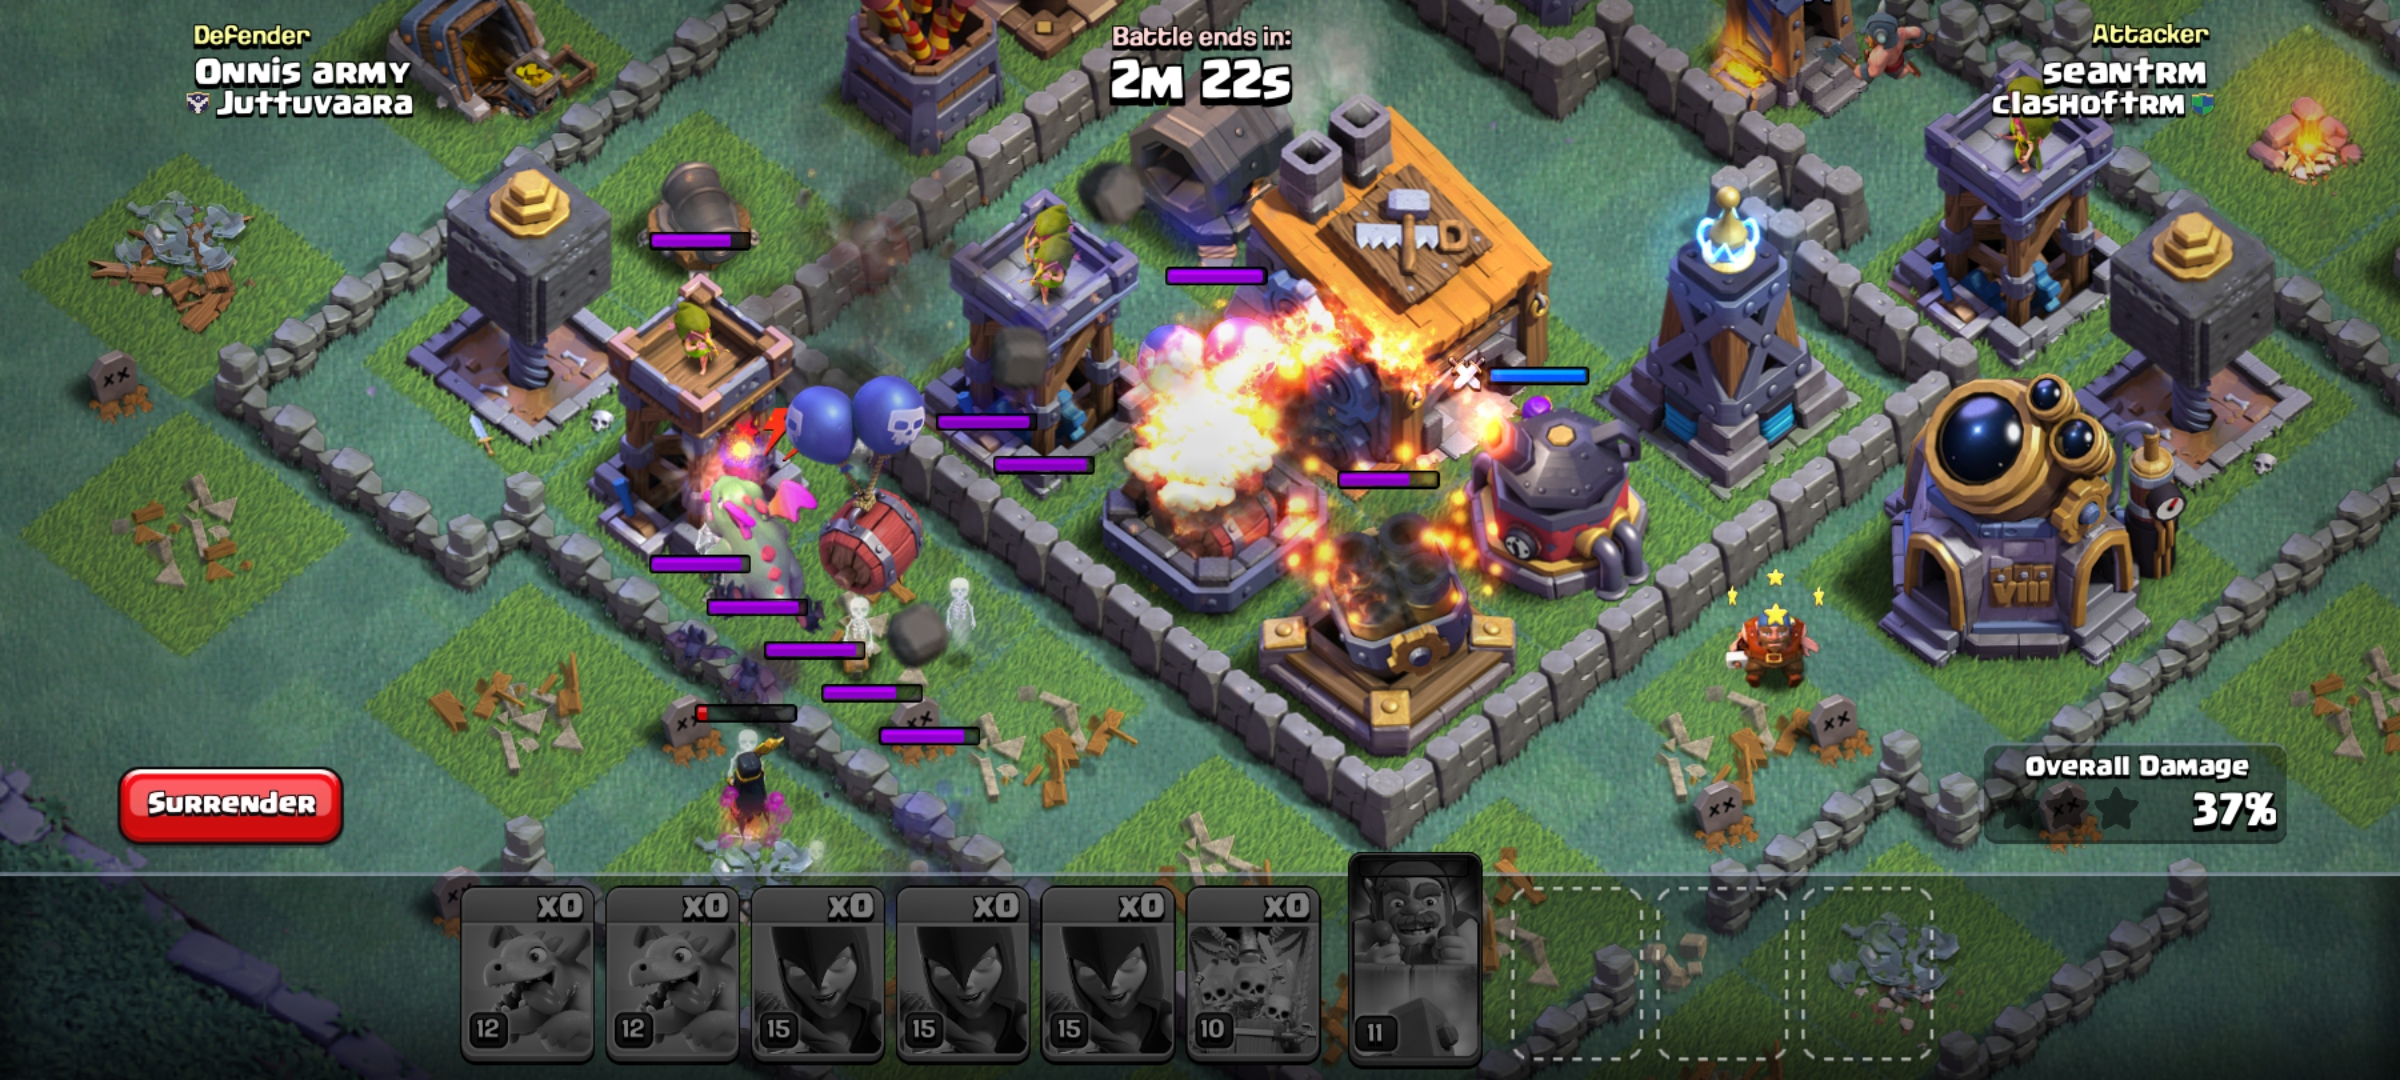 Defender
Onnis army
Juttuvaara
Battle ends in:
2m 22s
Attacker
seantrm
clashoftrm
VIII
Surrender
Overall Damage
37%
x0 x0 x0 x0 x0 x0
12 12 15 15 15 10 11